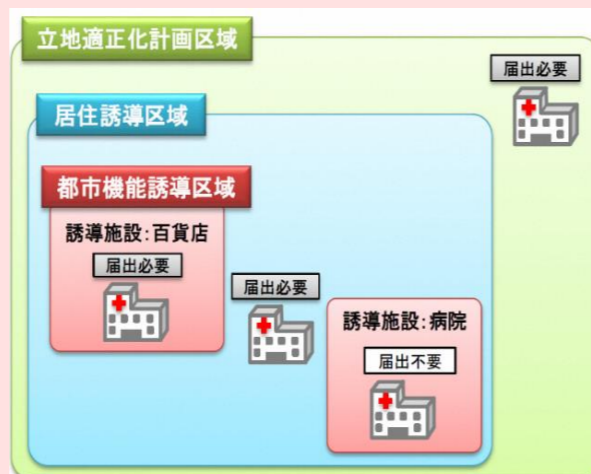 立地適正化計画区域
届出必要
居住誘導区域
都市機能誘導区域
誘導施設:百貨店
届出必要
届出必要
誘導施設:病院
届出不要